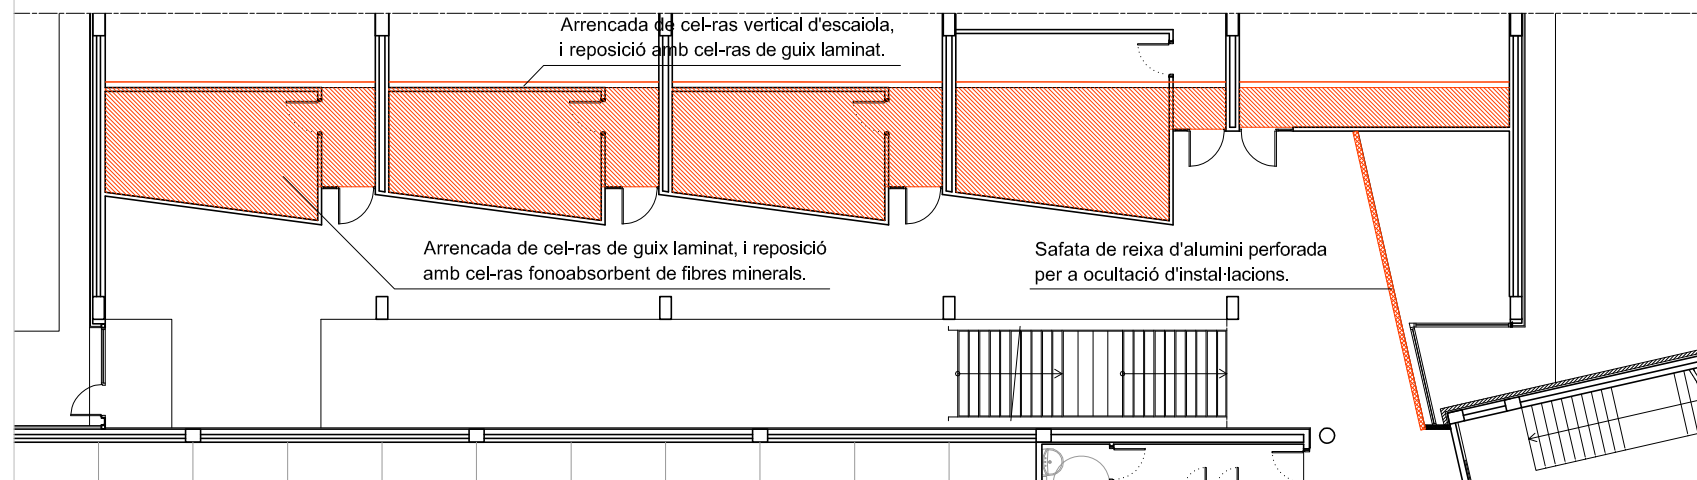 Arrencada de cel-ras vertical d'escaiola,
i reposició amb cel-ras de guix laminat.
Arrencada de cel-ras de guix laminat, i reposició
amb cel-ras fonoabsorbent de fibres minerals.
Safata de reixa d'alumini perforada
per a ocultació d'instal·lacions.